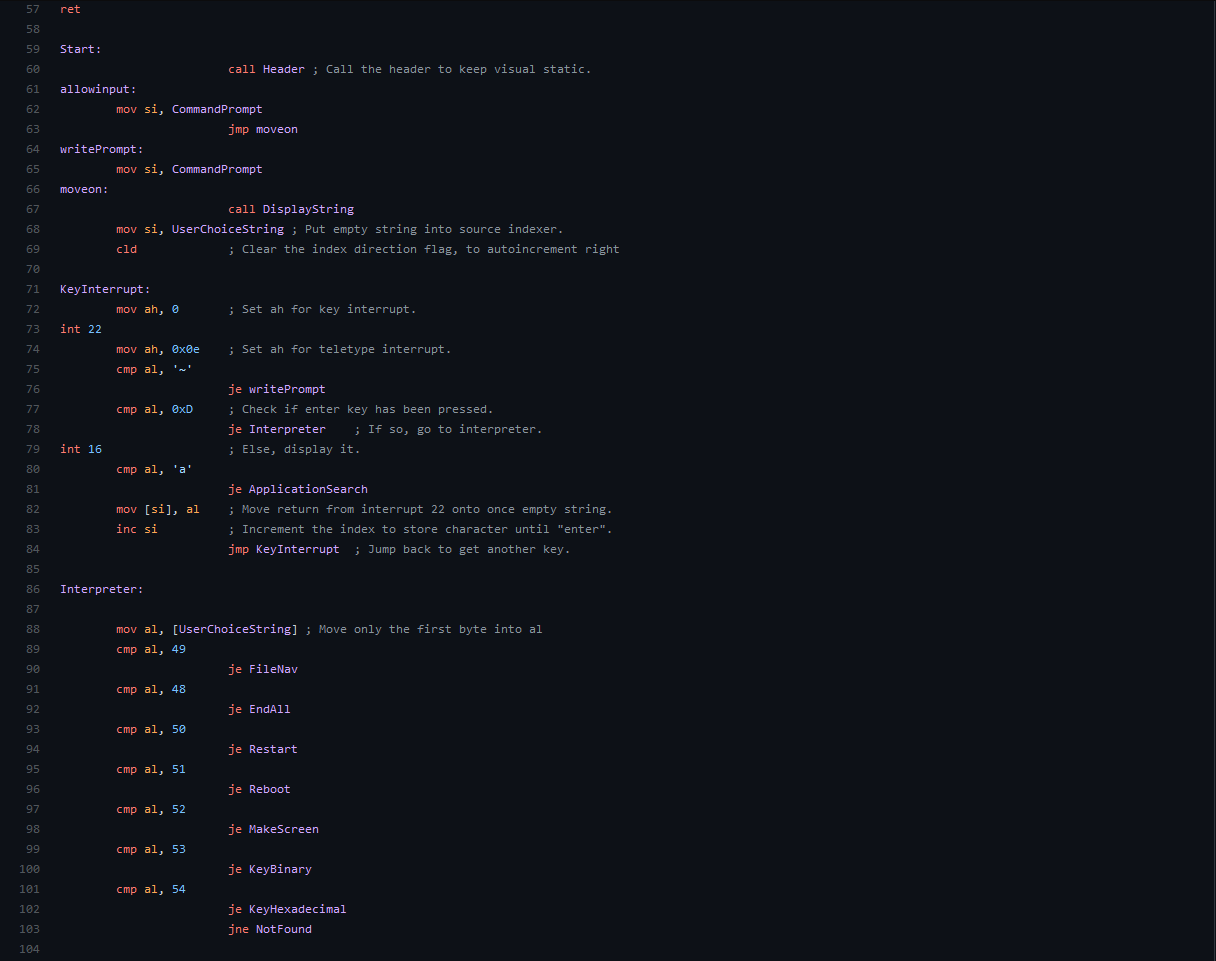 57 ret
58
59 Start:
60 call Header ; Call the header to keep visual static.
61 allowinput:
62 mov si, CommandPrompt
63 jmp moveon
64 writePrompt:
65 mov si, CommandPrompt
66 moveon:
67 call DisplayString
68 mov si, UserChoiceString ; Put empty string into source indexer.
69 cld ; Clear the index direction flag, to autoincrement right
70
71 KeyInterrupt:
72 mov ah, 0 ; Set ah for key interrupt.
73 int 22
74 mov ah, 0x0e ; Set ah for teletype interrupt.
75 cmp al, '~'
76 je writePrompt
77 cmp al, 0xD ; Check if enter key has been pressed.
78 je Interpreter ; If so, go to interpreter.
79 int 16 ; Else, display it.
80 cmp al, 'a'
81 je ApplicationSearch
82 mov [si], al ; Move return from interrupt 22 onto once empty string.
83 inc si ; Increment the index to store character until "enter".
84 jmp KeyInterrupt ; Jump back to get another key.
85
86 Interpreter:
87
88 mov al, [UserChoiceString] ; Move only the first byte into al
89 cmp al, 49
90 je FileNav
91 cmp al, 48
92 je EndAll
93 cmp al, 50
94 je Restart
95 cmp al, 51
96 je Reboot
97 cmp al, 52
98 je MakeScreen
99 cmp al, 53
100 je KeyBinary
101 cmp al, 54
102 je KeyHexadecimal
103 jne NotFound
104